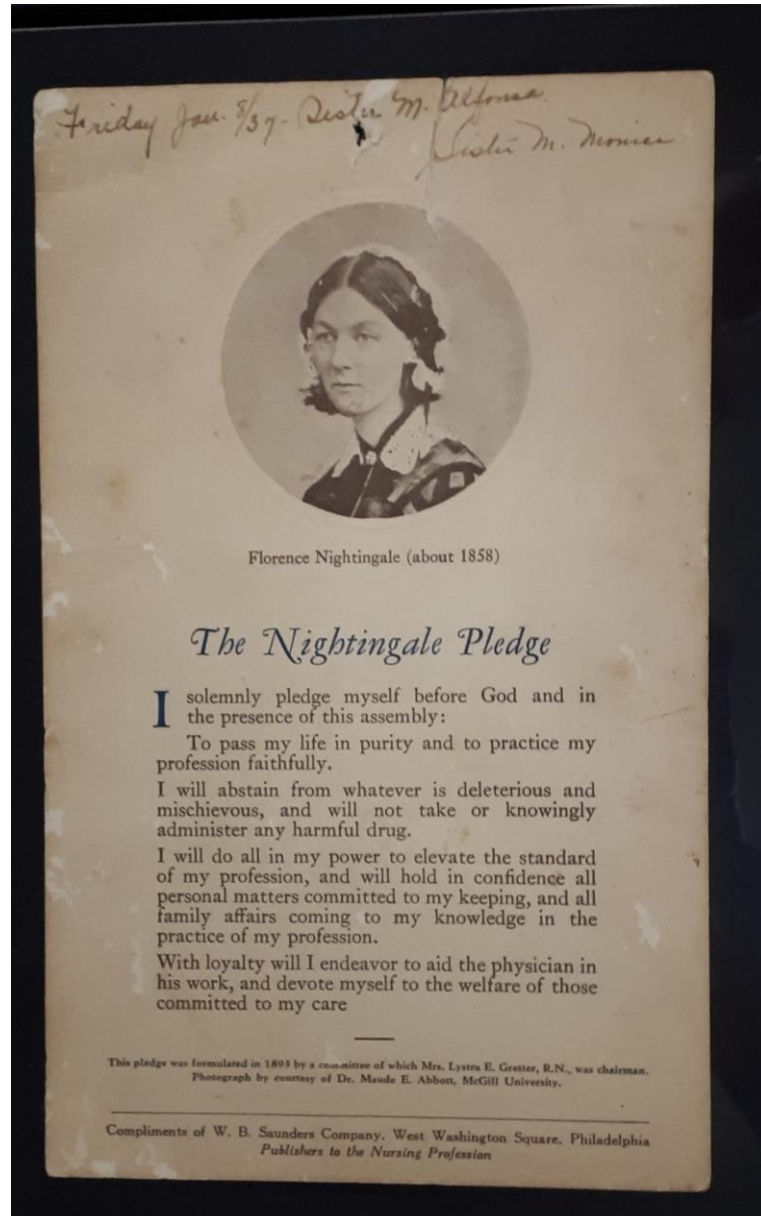 Friday Jan. 8/37 - Sister M. Alfonsa
Sister M. Monica
Florence Nightingale (about 1858)
The Nightingale Pledge
I solemnly pledge myself before God and in
the presence of this assembly:
To pass my life in purity and to practice my
profession faithfully.
I will abstain from whatever is deleterious and
mischievous, and will not take or knowingly
administer any harmful drug.
I will do all in my power to elevate the standard
of my profession, and will hold in confidence all
personal matters committed to my keeping, and all
family affairs coming to my knowledge in the
practice of my profession.
With loyalty will I endeavor to aid the physician in
his work, and devote myself to the welfare of those
committed to my care
This pledge was formulated in 1893 by a committee of which Mrs. Lystra E. Gretter, R.N., was chairman.
Photograph by courtesy of Dr. Maude E. Abbott, McGill University.
Compliments of W. B. Saunders Company, West Washington Square, Philadelphia
Publishers to the Nursing Profession